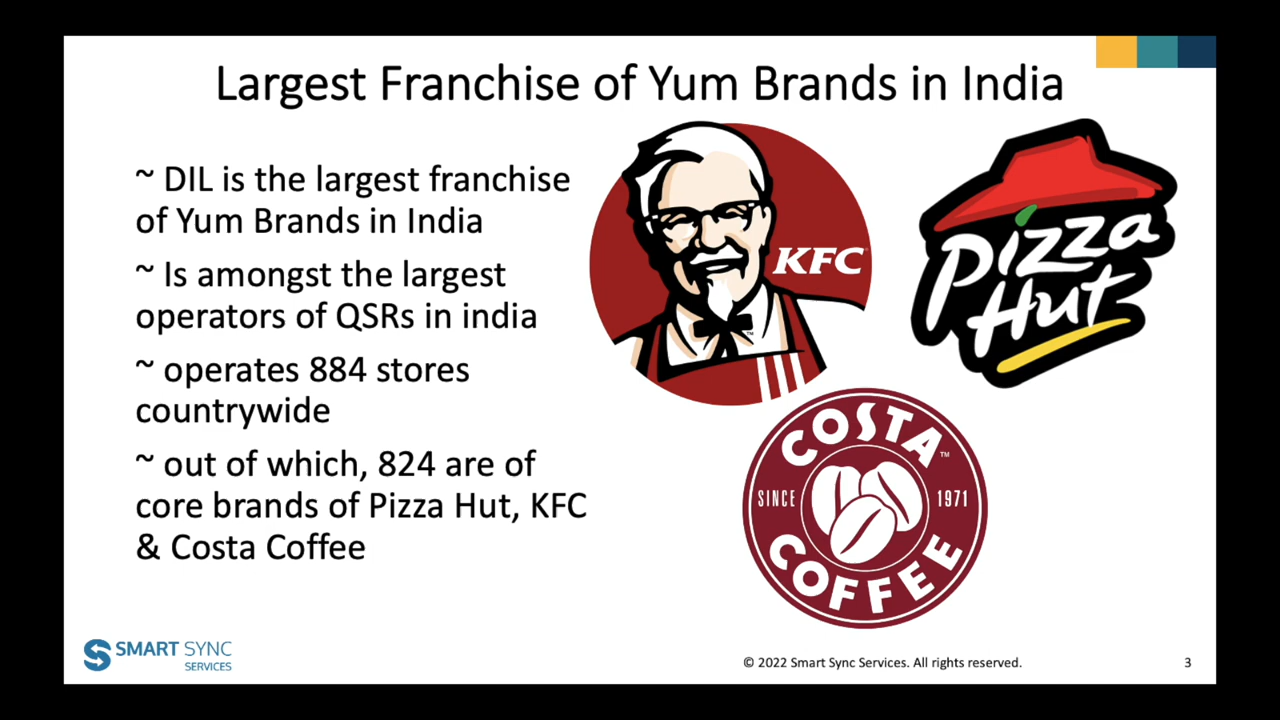 Largest Franchise of Yum Brands in India
~ DIL is the largest franchise
of Yum Brands in India
~ Is amongst the largest
operators of QSRs in india
~ operates 884 stores
countrywide
~ out of which, 824 are of
core brands of Pizza Hut, KFC
& Costa Coffee
KFC
Pizza
Hut
COSTA
™
SINCE 1971
COFFEE
SMART SYNC
SERVICES
© 2022 Smart Sync Services. All rights reserved.
3